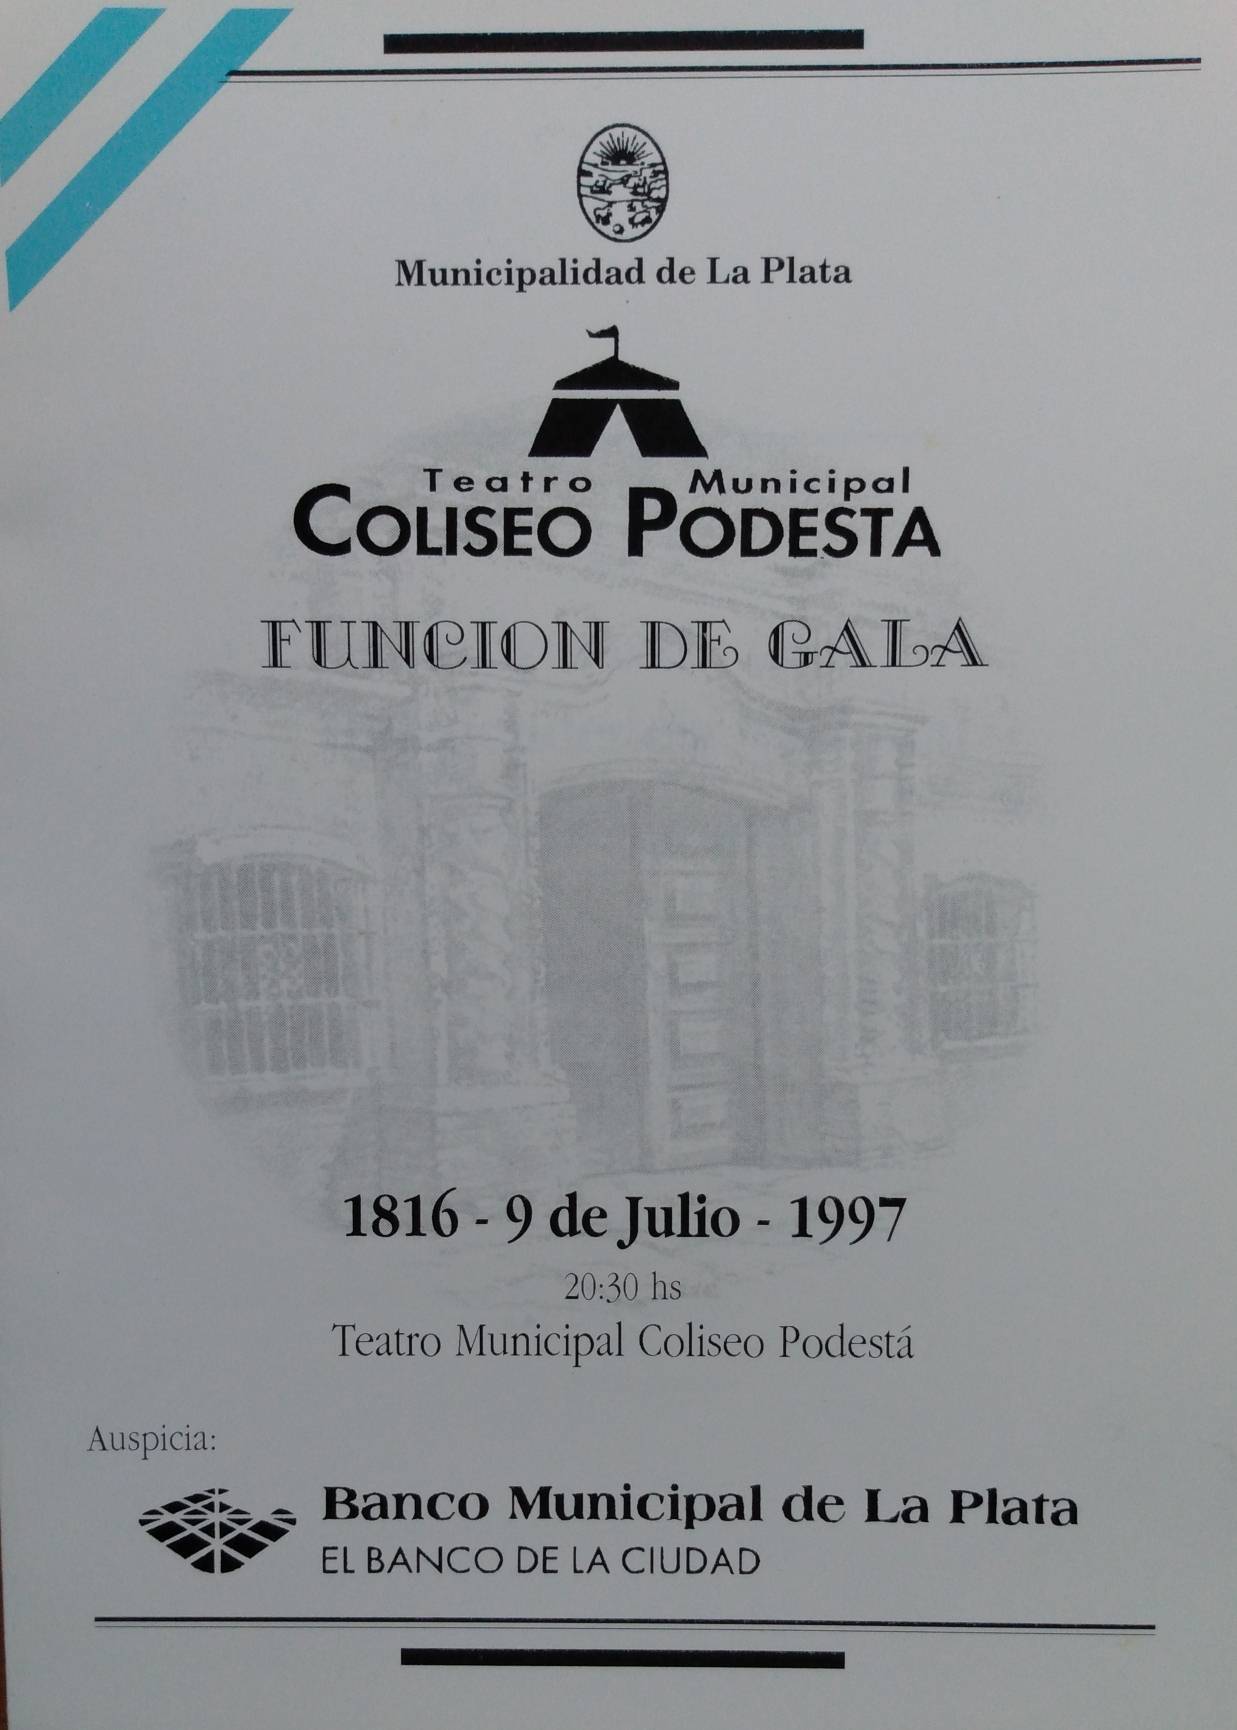 Municipalidad de La Plata
Teatro Municipal
COLISEO PODESTA
FUNCION DE GALA
1816 - 9 de Julio - 1997
20:30 hs
Teatro Municipal Coliseo Podestá
Auspicia:
Banco Municipal de La Plata
EL BANCO DE LA CIUDAD